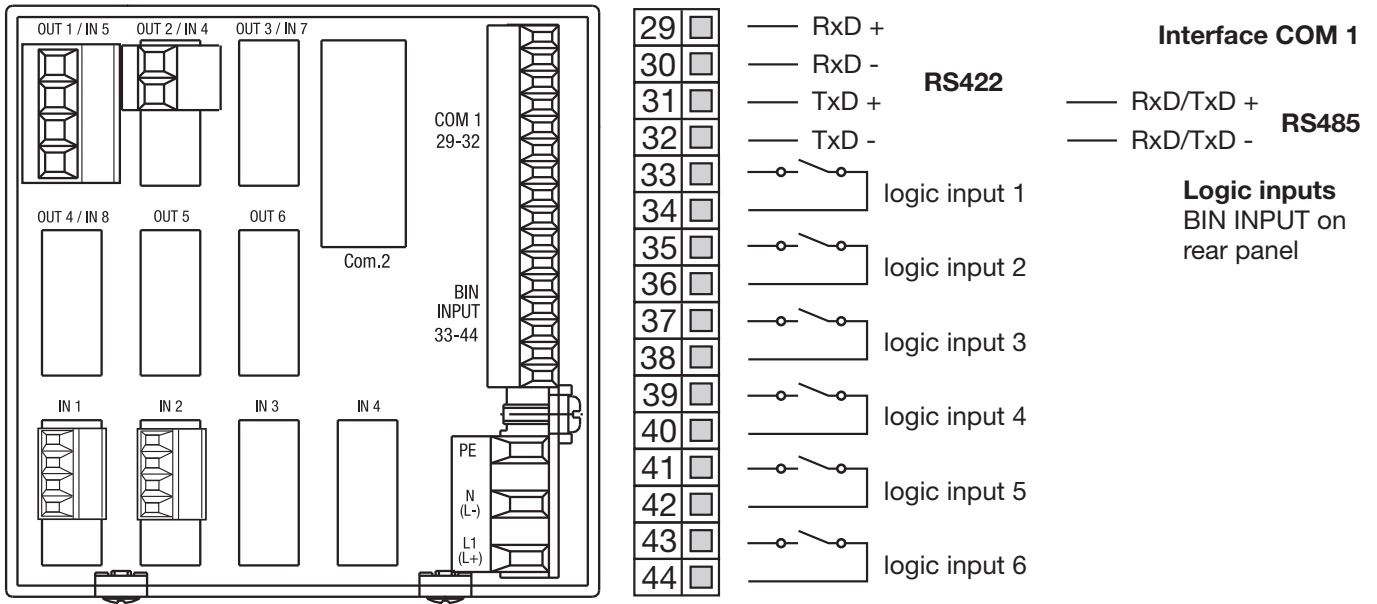 OUT 1 / IN 5
OUT 2 / IN 4
OUT 3 / IN 7
COM 1
29-32
OUT 4 / IN 8
OUT 5
OUT 6
Com.2
BIN
INPUT
33-44
IN 1
IN 2
IN 3
IN 4
PE
N
(L-)
L1
(L+)
29
RxD +
30
RxD -
31
TxD +
32
TxD -
RS422
Interface COM 1
RxD/TxD +
RxD/TxD -
RS485
33
34
logic input 1
35
36
logic input 2
37
38
logic input 3
39
40
logic input 4
41
42
logic input 5
43
44
logic input 6
Logic inputs
BIN INPUT on
rear panel